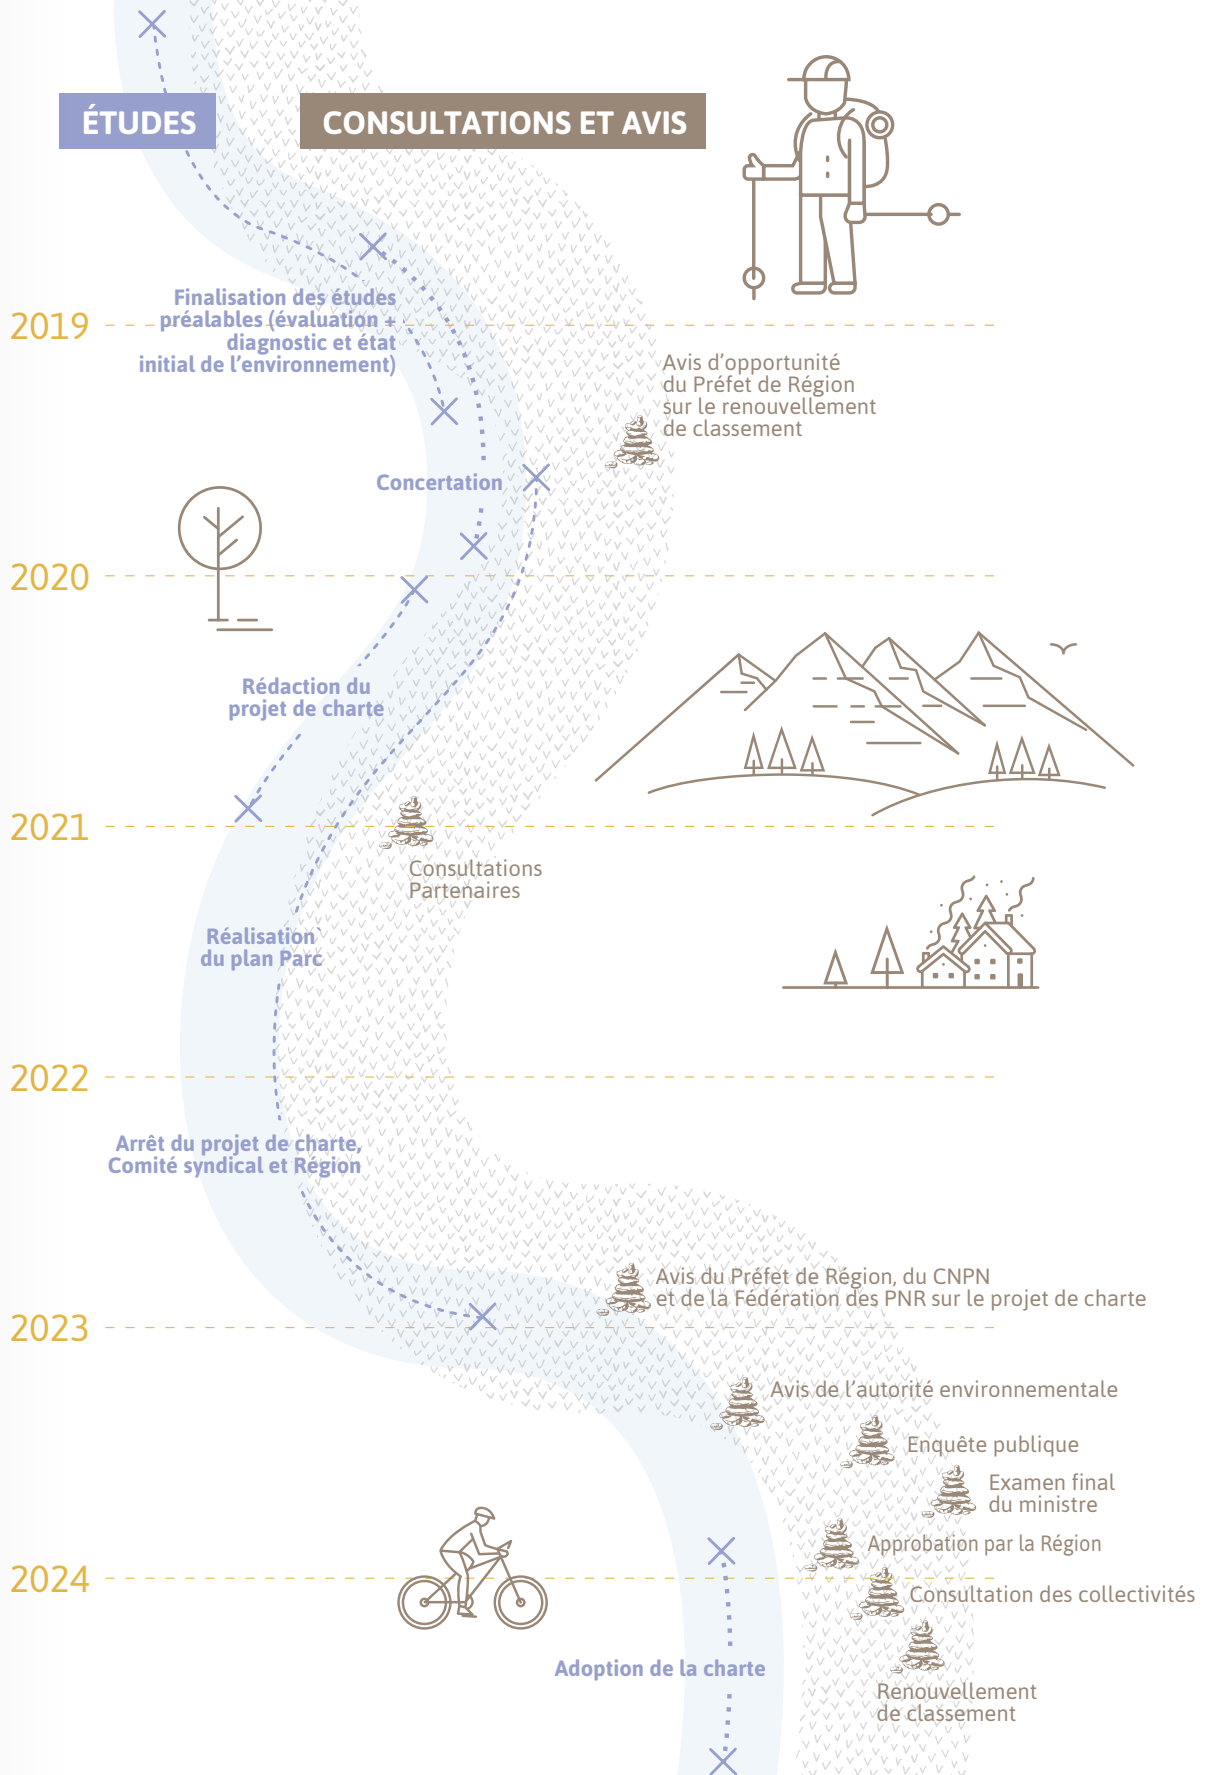 ÉTUDES
CONSULTATIONS ET AVIS
Finalisation des études
préalables (évaluation +
diagnostic et état
initial de l'environnement)
2019
Avis d'opportunité
du Préfet de Région
sur le renouvellement
de classement
Concertation
2020
Rédaction du
projet de charte
2021
Consultations
Partenaires
Réalisation`
du plan Parc
2022
Arrêt du projet de charte,
Comité syndical et Région
Avis du Préfet de Région, du CNPN
et de la Fédération des PNR sur le projet de charte
2023
Avis de l'autorité environnementale
Enquête publique
Examen final
du ministre
Approbation par la Région
2024
Consultation des collectivités
Adoption de la charte
Renouvellement
de classement